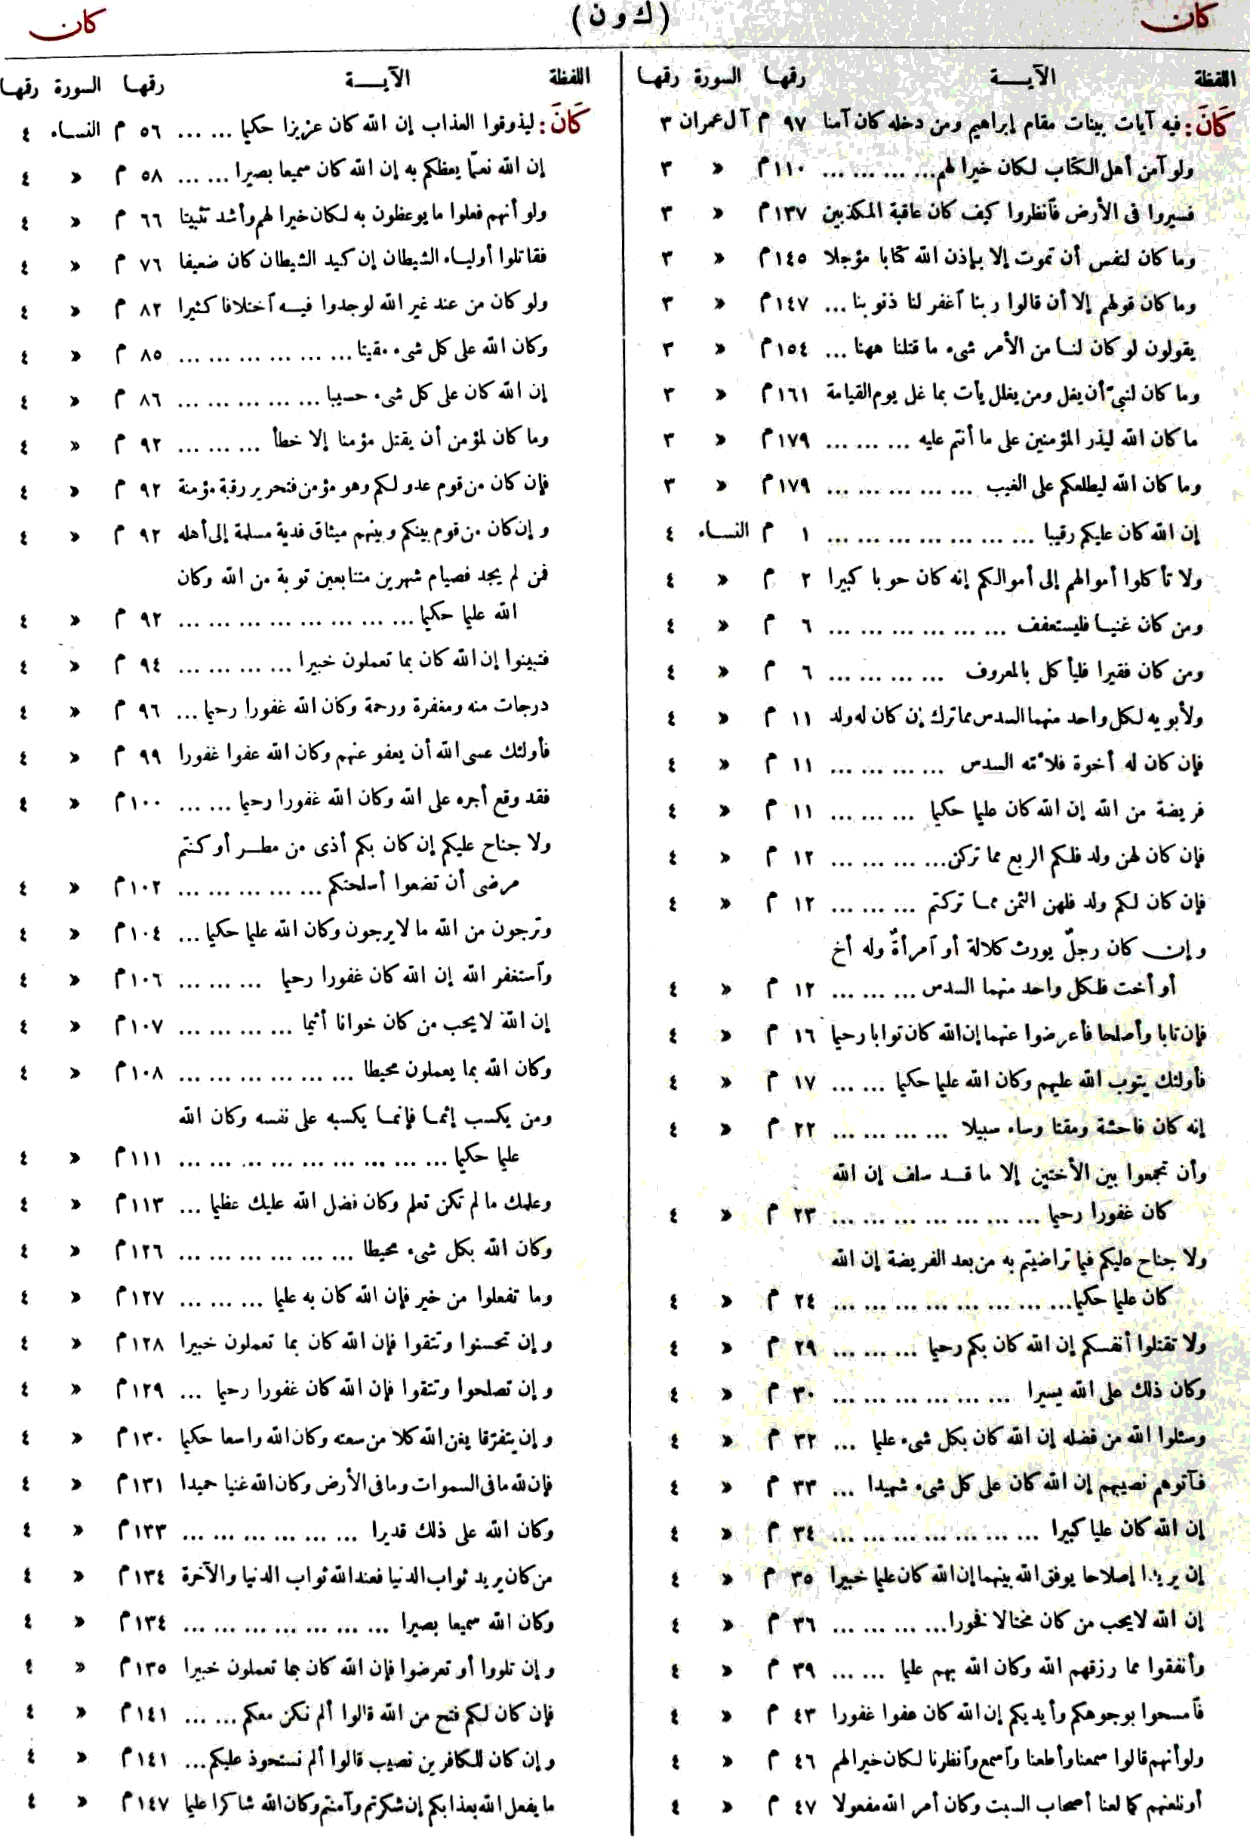 كان
(ك ون)
كان
اللفظة الآيـــة رقمها السورة رقمها
كَانَ: فيه آيات بينات مقام إبراهيم ومن دخله كان آمنا ٩٧ م آل عمران ٣
ولو آمن أهل الكتاب لكان خيرا لهم... ... ... ... ١١٠ م » ٣
فسيروا فى الأرض فٱنظروا كيف كان عاقبة المكذبين ١٣٧ م » ٣
وما كان لنفس أن تموت إلا بإذن الله كتابا مؤجلا ١٤٥ م » ٣
وما كان قولهم إلا أن قالوا ربنا ٱغفر لنا ذنوبنا ... ١٤٧ م » ٣
يقولون لو كان لنا من الأمر شىء ما قتلنا ههنا ... ١٥٤ م » ٣
وما كان لنبىّ أن يغل ومن يغلل يأت بما غل يوم القيامة ١٦١ م » ٣
ما كان الله ليذر المؤمنين على ما أنتم عليه ... ... ... ١٧٩ م » ٣
وما كان الله ليطلعكم على الغيب ... ... ... ... ... ١٧٩ م » ٣
إن الله كان عليكم رقيبا ... ... ... ... ... ... ... ١ م النساء ٤
ولا تأكلوا أموالهم إلى أموالكم إنه كان حوبا كبيرا ٢ م » ٤
ومن كان غنيا فليستعفف ... ... ... ... ... ... ٦ م » ٤
ومن كان فقيرا فليأكل بالمعروف ... ... ... ... ٦ م » ٤
ولأبويه لكل واحد منهما السدس مما ترك إن كان له ولد ١١ م » ٤
فإن كان له أخوة فلأمّه السدس ... ... ... ... ١١ م » ٤
فريضة من الله إن الله كان عليما حكيما ... ... ... ١١ م » ٤
فإن كان لهن ولد فلكم الربع مما تركن... ... ... ... ١٢ م » ٤
فإن كان لكم ولد فلهن الثمن مما تركتم ... ... ... ١٢ م » ٤
وإن كان رجلٌ يورث كلالة أو ٱمرأةٌ وله أخ
أو أخت فلكل واحد منهما السدس ... ... ... ١٢ م » ٤
فإن تابا وأصلحا فأعرضوا عنهما إن الله كان توابا رحيما ١٦ م » ٤
فأولئك يتوب الله عليهم وكان الله عليما حكيما ... ... ١٧ م » ٤
إنه كان فاحشة ومقتا وساء سبيلا ... ... ... ... ٢٢ م » ٤
وأن تجمعوا بين الأختين إلا ما قد سلف إن الله
كان غفورا رحيما ... ... ... ... ... ... ... ٢٣ م » ٤
ولا جناح عليكم فيما تراضيتم به من بعد الفريضة إن الله
كان عليما حكيما... ... ... ... ... ... ... ... ٢٤ م » ٤
ولا تقتلوا أنفسكم إن الله كان بكم رحيما ... ... ... ٢٩ م » ٤
وكان ذلك على الله يسيرا ... ... ... ... ... ... ٣٠ م » ٤
وسئلوا الله من فضله إن الله كان بكل شىء عليما ... ٣٢ م » ٤
فـٱتوهم نصيبهم إن الله كان على كل شىء شهيدا ... ٣٣ م » ٤
إن الله كان عليا كبيرا ... ... ... ... ... ... ... ٣٤ م » ٤
إن يريدا إصلاحا يوفق الله بينهما إن الله كان عليما خبيرا ٣٥ م » ٤
إن الله لا يحب من كان مختالا فخورا... ... ... ... ٣٦ م » ٤
وأنفقوا مما رزقهم الله وكان الله بهم عليما ... ... ٣٩ م » ٤
فٱمسحوا بوجوهكم وأيديكم إن الله كان عفوا غفورا ٤٣ م » ٤
ولو أنهم قالوا سمعنا وأطعنا وٱسمع وٱنظرنا لكان خيرا لهم ٤٦ م » ٤
أو نلعنهم كما لعنا أصحاب السبت وكان أمر الله مفعولا ٤٧ م » ٤
اللفظة الآيـــة رقمها السورة رقمها
كَانَ: ليذوقوا العذاب إن الله كان عزيزا حكيما ... ... ٥٦ م النساء ٤
إن الله نعمّا يعظكم به إن الله كان سميعا بصيرا ... ... ٥٨ م » ٤
ولو أنهم فعلوا ما يوعظون به لكان خيرا لهم وأشد تثبيتا ٦٦ م » ٤
فقاتلوا أولياء الشيطان إن كيد الشيطان كان ضعيفا ٧٦ م » ٤
ولو كان من عند غير الله لوجدوا فيه ٱختلافا كثيرا ٨٢ م » ٤
وكان الله على كل شىء مقيتا ... ... ... ... ... ... ٨٥ م » ٤
إن الله كان على كل شىء حسيبا ... ... ... ... ... ٨٦ م » ٤
وما كان لمؤمن أن يقتل مؤمنا إلا خطأ ... ... ... ٩٢ م » ٤
فإن كان من قوم عدو لكم وهو مؤمن فتحرير رقبة مؤمنة ٩٢ م » ٤
وإن كان من قوم بينكم وبينهم ميثاق فدية مسلمة إلى أهله ٩٢ م » ٤
فمن لم يجد فصيام شهرين متتابعين توبة من الله وكان
الله عليما حكيما ... ... ... ... ... ... ... ... ٩٢ م » ٤
فتبينوا إن الله كان بما تعملون خبيرا ... ... ... ... ٩٤ م » ٤
درجات منه ومغفرة ورحمة وكان الله غفورا رحيما ... ٩٦ م » ٤
فأولئك عسى الله أن يعفو عنهم وكان الله عفوا غفورا ٩٩ م » ٤
فقد وقع أجره على الله وكان الله غفورا رحيما ... ... ١٠٠ م » ٤
ولا جناح عليكم إن كان بكم أذى من مطر أو كنتم
مرضى أن تضعوا أسلحتكم ... ... ... ... ... ١٠٢ م » ٤
وترجون من الله ما لا يرجون وكان الله عليما حكيما ... ١٠٤ م » ٤
وٱستغفر الله إن الله كان غفورا رحيما ... ... ... ١٠٦ م » ٤
إن الله لا يحب من كان خوانا أثيما ... ... ... ... ١٠٧ م » ٤
وكان الله بما يعملون محيطا ... ... ... ... ... ... ١٠٨ م » ٤
ومن يكسب إثما فإنما يكسبه على نفسه وكان الله
عليما حكيما ... ... ... ... ... ... ... ... ... ١١١ م » ٤
وعلمك ما لم تكن تعلم وكان فضل الله عليك عظيما ... ١١٣ م » ٤
وكان الله بكل شىء محيطا ... ... ... ... ... ... ١٢٦ م » ٤
وما تفعلوا من خير فإن الله كان به عليما ... ... ... ١٢٧ م » ٤
وإن تحسنوا وتتقوا فإن الله كان بما تعملون خبيرا ١٢٨ م » ٤
وإن تصلحوا وتتقوا فإن الله كان غفورا رحيما ... ١٢٩ م » ٤
وإن يتفرّقا يغن الله كلا من سعته وكان الله واسعا حكيما ١٣٠ م » ٤
فإن لله ما فى السموات وما فى الأرض وكان الله غنيا حميدا ١٣١ م » ٤
وكان الله على ذلك قديرا ... ... ... ... ... ... ١٣٣ م » ٤
من كان يريد ثواب الدنيا فعند الله ثواب الدنيا والآخرة ١٣٤ م » ٤
وكان الله سميعا بصيرا ... ... ... ... ... ... ... ١٣٤ م » ٤
وإن تلووا أو تعرضوا فإن الله كان بما تعملون خبيرا ١٣٥ م » ٤
فإن كان لكم فتح من الله قالوا ألم نكن معكم ... ... ١٤١ م » ٤
وإن كان للكافرين نصيب قالوا ألم نستحوذ عليكم... ١٤١ م » ٤
ما يفعل الله بعذابكم إن شكرتم وآمنتم وكان الله شاكرا عليما ١٤٧ م » ٤